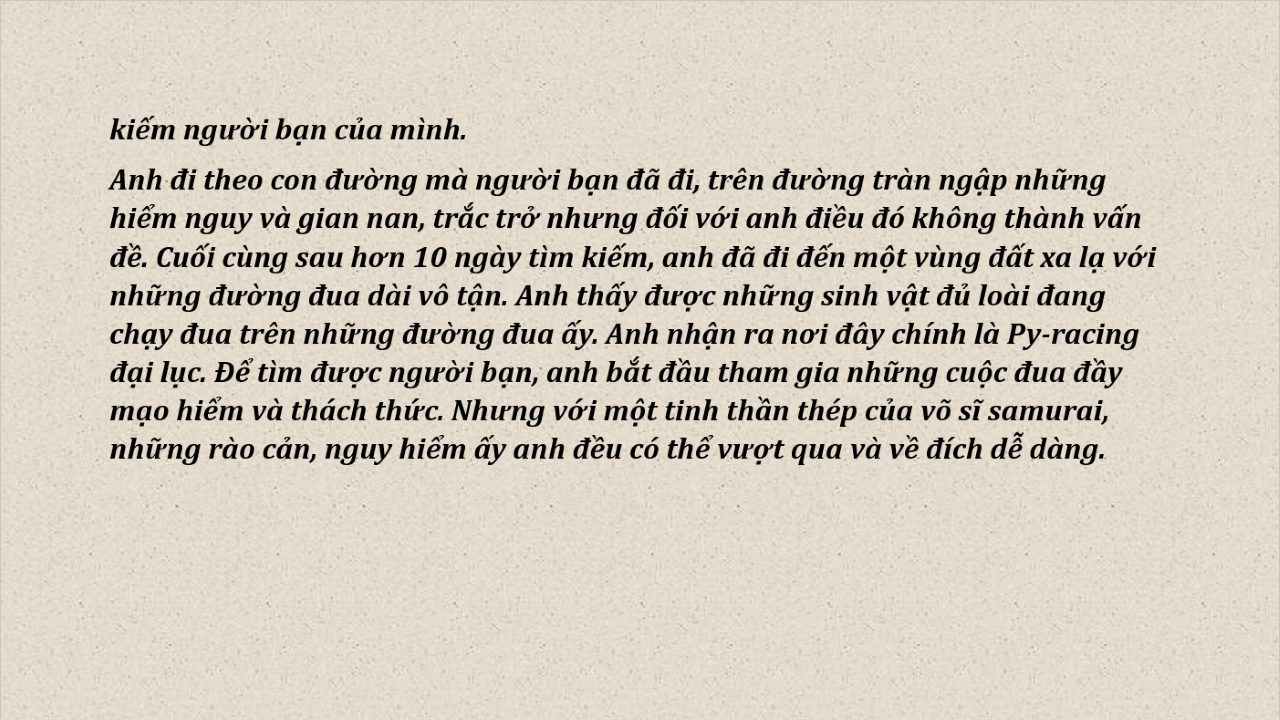 kiếm người bạn của mình.
Anh đi theo con đường mà người bạn đã đi, trên đường tràn ngập những
hiểm nguy và gian nan, trắc trở nhưng đối với anh điều đó không thành vấn
đề. Cuối cùng sau hơn 10 ngày tìm kiếm, anh đã đi đến một vùng đất xa lạ với
những đường đua dài vô tận. Anh thấy được những sinh vật đủ loài đang
chạy đua trên những đường đua ấy. Anh nhận ra nơi đây chính là Py-racing
đại lục. Để tìm được người bạn, anh bắt đầu tham gia những cuộc đua đầy
mạo hiểm và thách thức. Nhưng với một tinh thần thép của võ sĩ samurai,
những rào cản, nguy hiểm ấy anh đều có thể vượt qua và về đích dễ dàng.